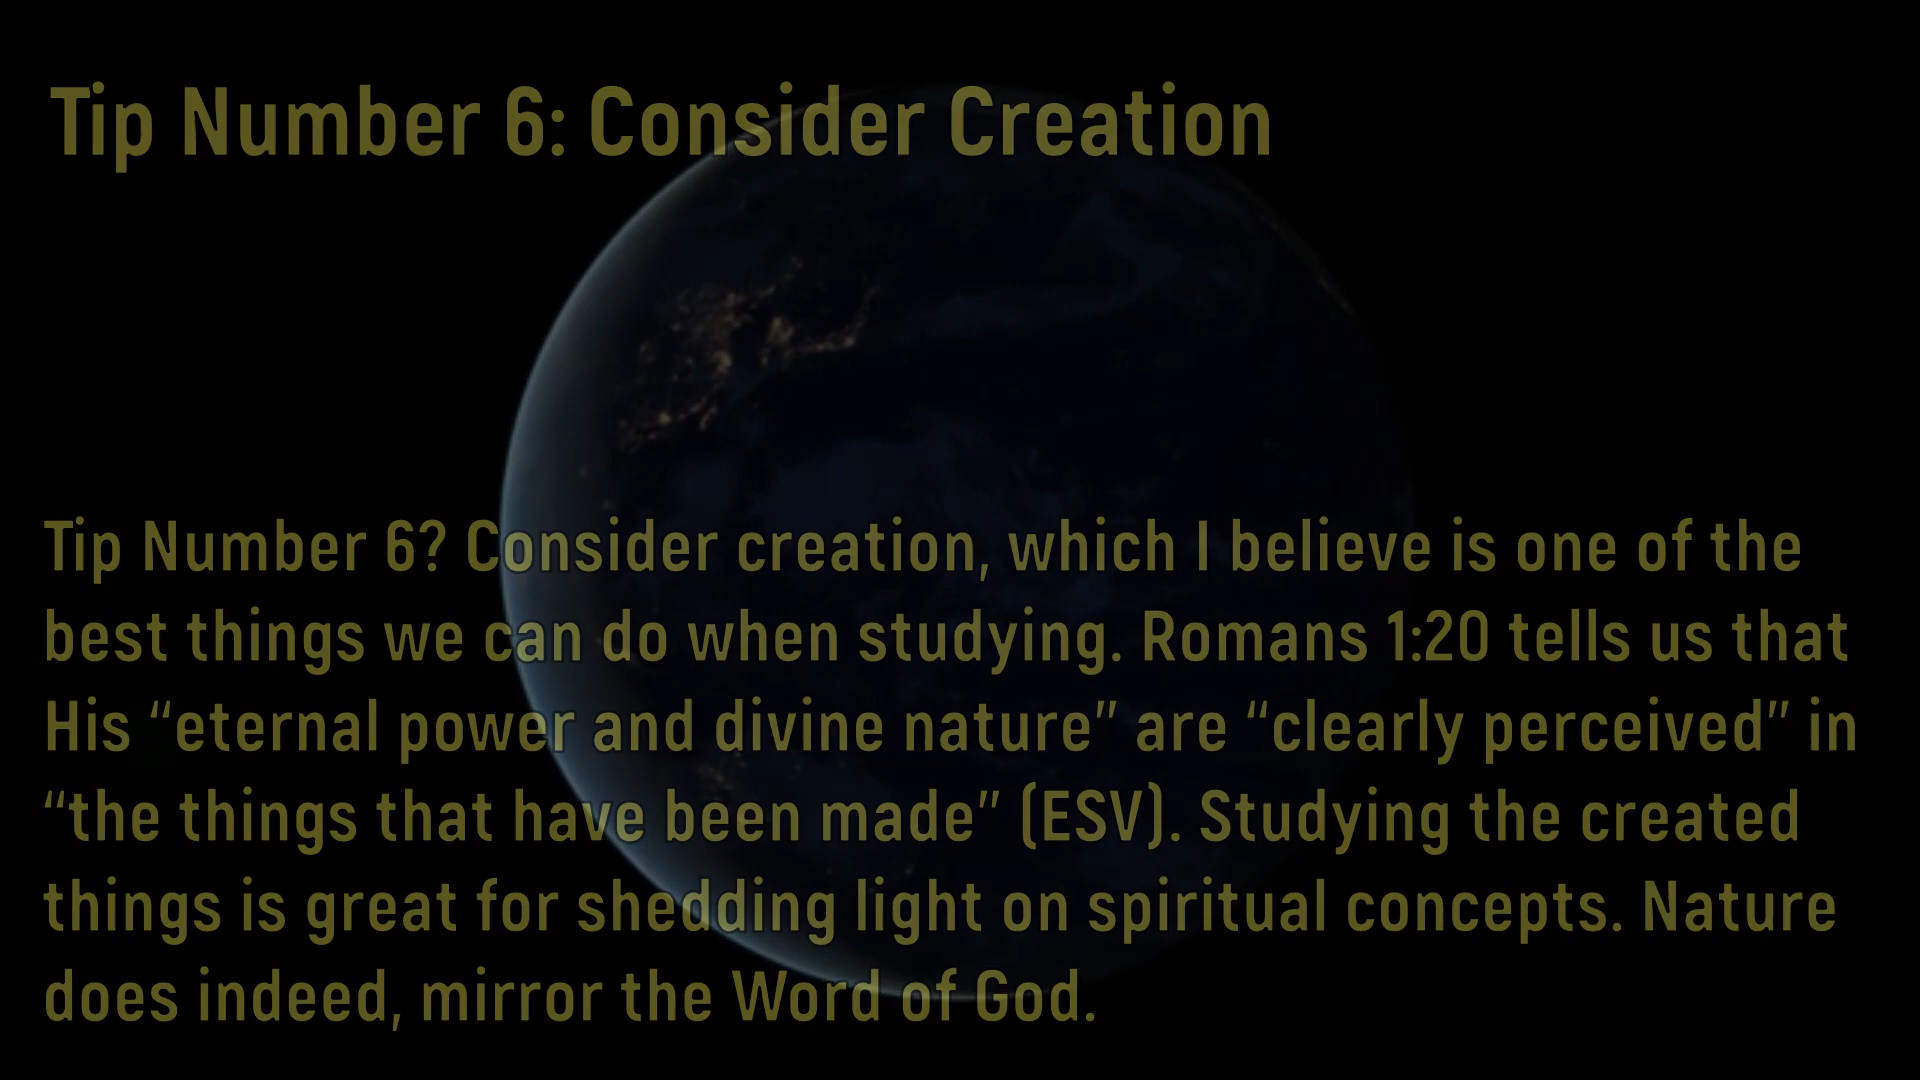 Tip Number 6: Consider Creation
Tip Number 6? Consider creation, which I believe is one of the
best things we can do when studying. Romans 1:20 tells us that
His “eternal power and divine nature” are “clearly perceived” in
“the things that have been made” (ESV). Studying the created
things is great for shedding light on spiritual concepts. Nature
does indeed, mirror the Word of God.